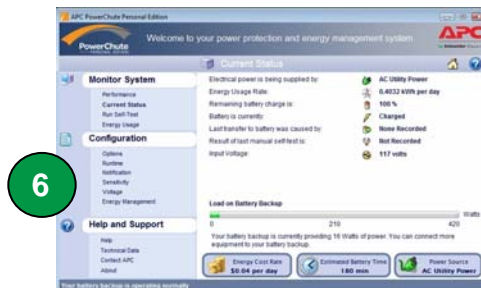 APC PowerChute Personal Edition
PowerChute
PERSONAL EDITION
Welcome to your power protection and energy management system
APC
by Schneider Electric
Current Status
Monitor System
Performance
Current Status
Run Self-Test
Energy Usage
Configuration
Options
Runtime
Notification
Sensitivity
Voltage
Energy Management
Help and Support
Help
Technical Data
Contact APC
About
Electrical power is being supplied by: AC Utility Power
Energy Usage Rate: 0.4032 kWh per day
Remaining battery charge is: 100 %
Battery is currently: Charged
Last transfer to battery was caused by: None Recorded
Result of last manual self-test is: Not Recorded
Input Voltage: 117 volts
Load on Battery Backup
Watts
0 210 420
Your battery backup is currently providing 16 Watts of power. You can connect more
equipment to your battery backup.
Energy Cost Rate
$0.04 per day
Estimated Battery Time
180 min
Power Source
AC Utility Power
Your battery backup is operating normally
6